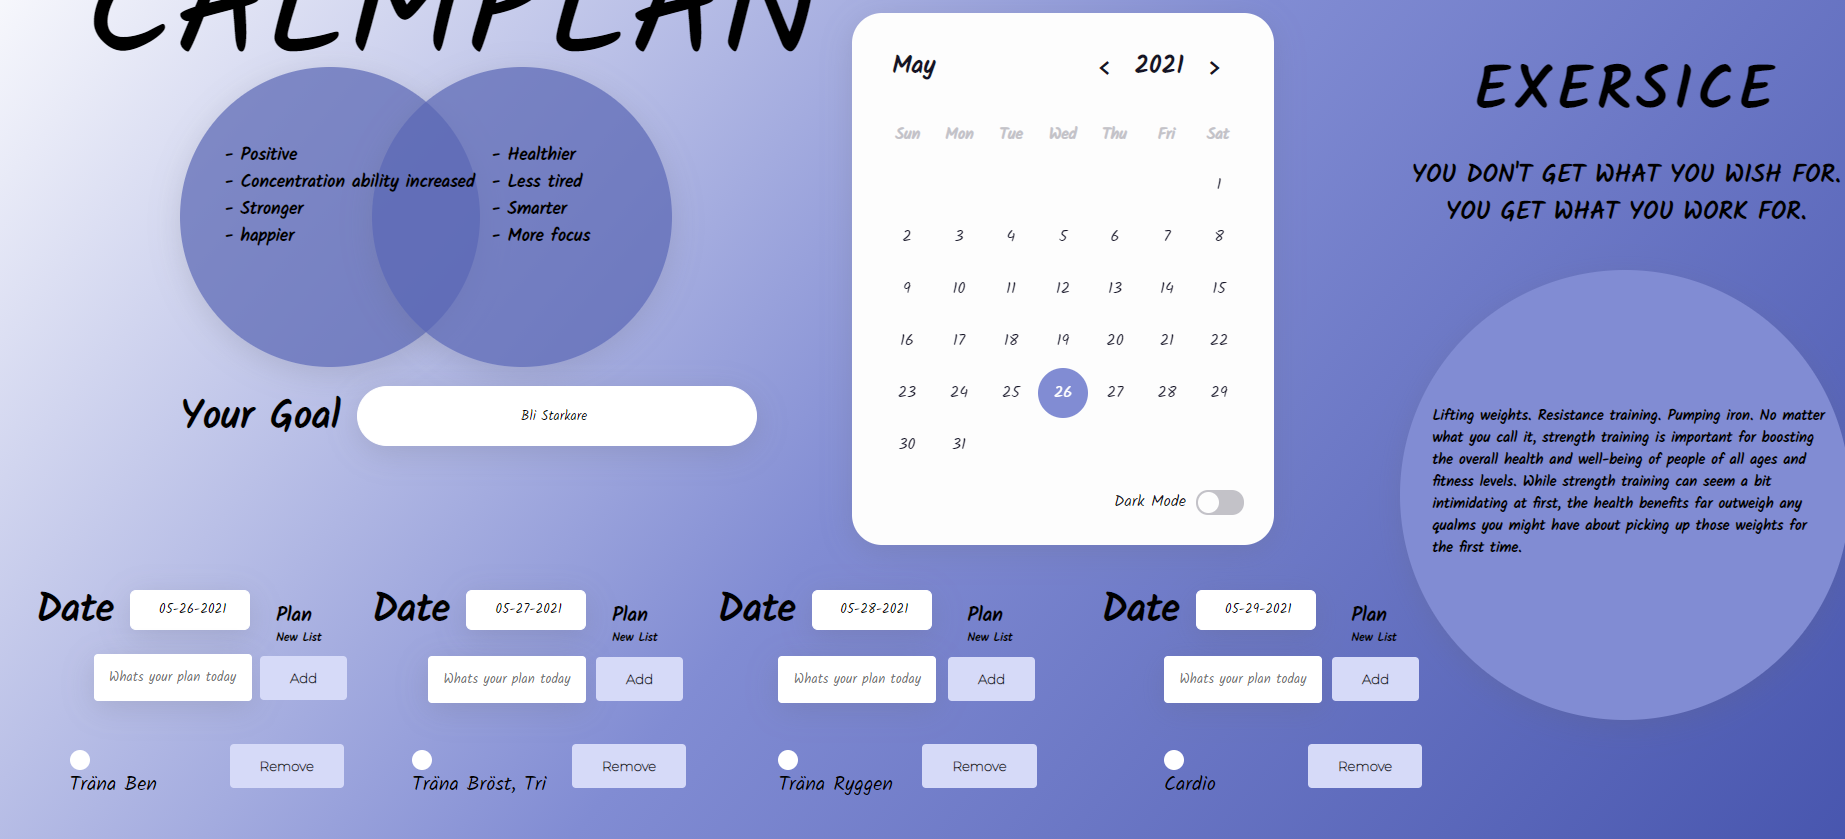 CALMPLAN
- Positive
- Concentration ability increased
- Stronger
- happier
- Healthier
- Less tired
- Smarter
- More focus
Your Goal
Bli Starkare
May
< 2021 >
Sun Mon Tue Wed Thu Fri Sat
1
2 3 4 5 6 7 8
9 10 11 12 13 14 15
16 17 18 19 20 21 22
23 24 25 26 27 28 29
30 31
Dark Mode
EXERSICE
YOU DON'T GET WHAT YOU WISH FOR.
YOU GET WHAT YOU WORK FOR.
Lifting weights. Resistance training. Pumping iron. No matter
what you call it, strength training is important for boosting
the overall health and well-being of people of all ages and
fitness levels. While strength training can seem a bit
intimidating at first, the health benefits far outweigh any
qualms you might have about picking up those weights for
the first time.
Date 05-26-2021
Plan
New List
Whats your plan today
Add
Träna Ben
Remove
Date 05-27-2021
Plan
New List
Whats your plan today
Add
Träna Bröst, Tri
Remove
Date 05-28-2021
Plan
New List
Whats your plan today
Add
Träna Ryggen
Remove
Date 05-29-2021
Plan
New List
Whats your plan today
Add
Cardio
Remove